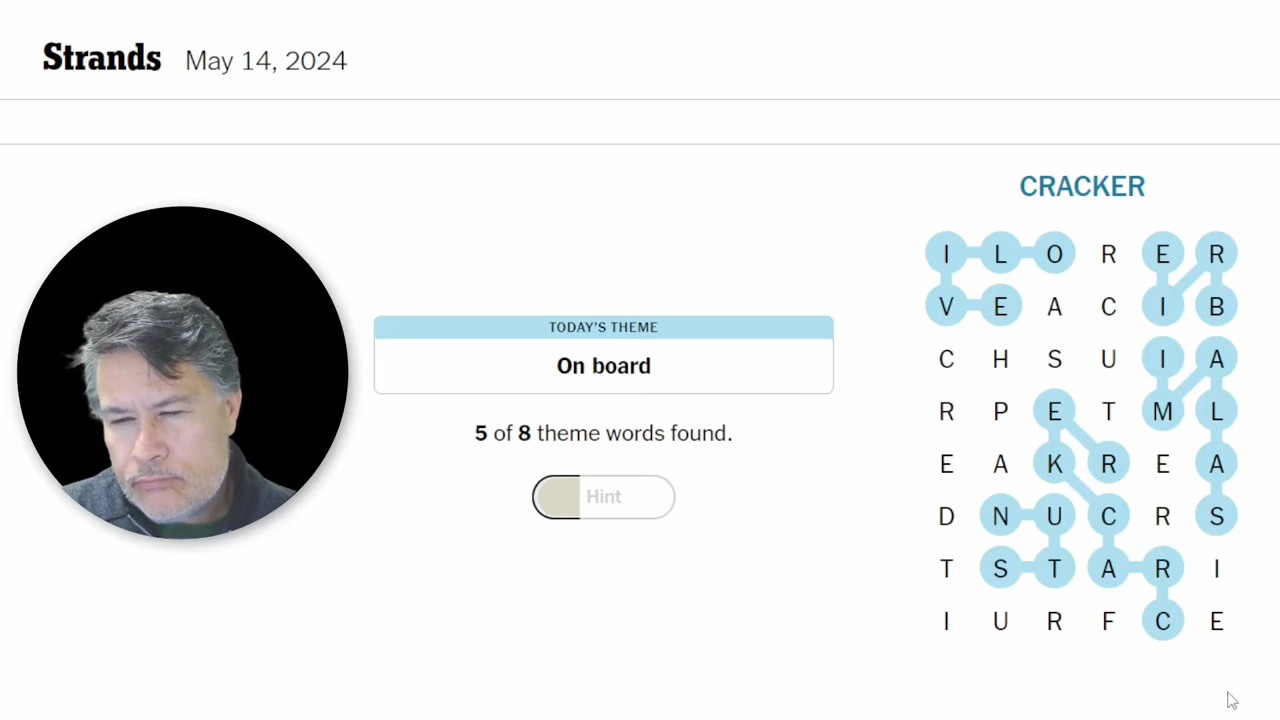 Strands May 14, 2024
CRACKER
TODAY'S THEME
On board
5 of 8 theme words found.
Hint
I L O R E R
V E A C I B
C H S U I A
R P E T M L
E A K R E A
D N U C R S
T S T A R I
I U R F C E